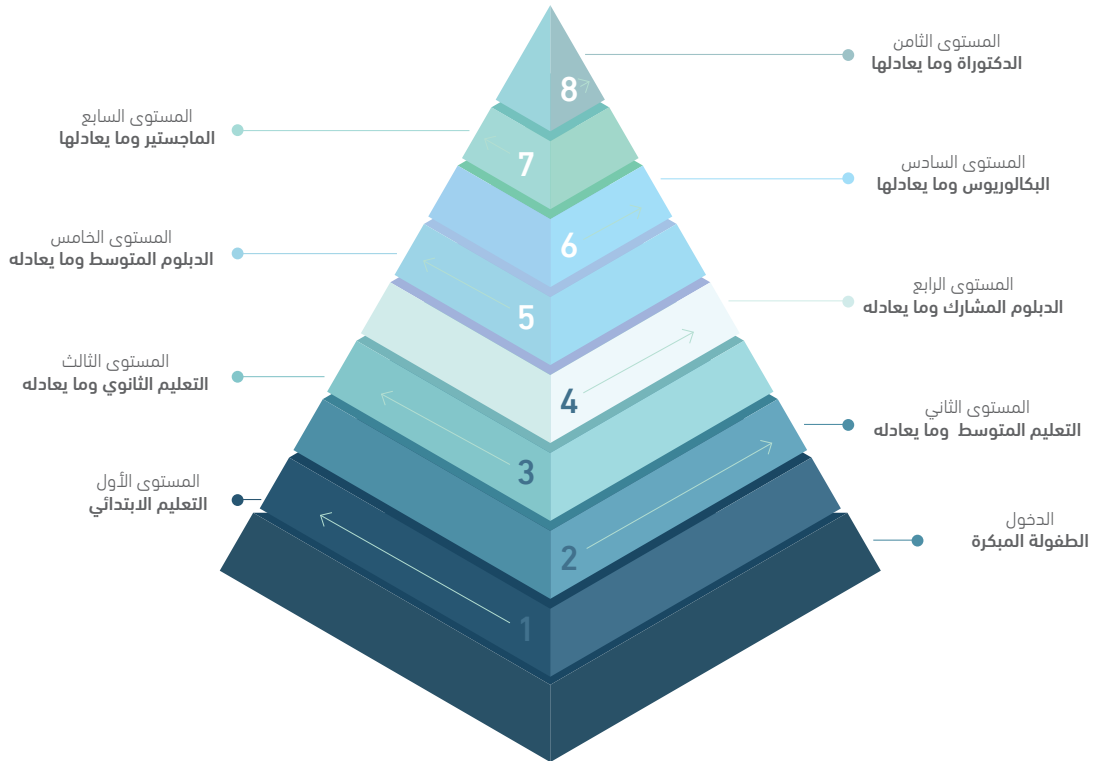 المستوى الثامن
الدكتوراة وما يعادلها
8
المستوى السابع
الماجستير وما يعادلها
7
المستوى السادس
البكالوريوس وما يعادلها
6
المستوى الخامس
الدبلوم المتوسط وما يعادله
5
المستوى الرابع
الدبلوم المشارك وما يعادله
4
المستوى الثالث
التعليم الثانوي وما يعادله
3
المستوى الثاني
التعليم المتوسط وما يعادله
2
المستوى الأول
التعليم الابتدائي
1
الدخول
الطفولة المبكرة